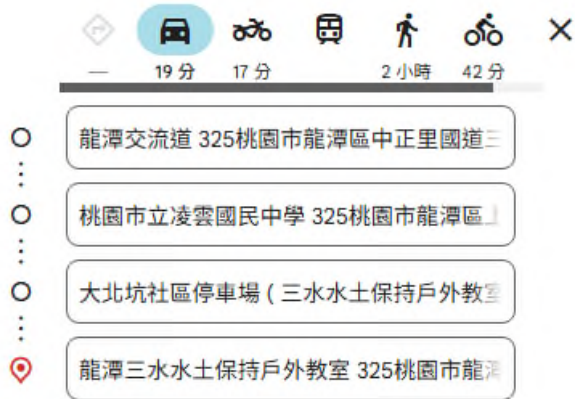 —
19 分
17 分
2 小時
42 分
龍潭交流道 325桃園市龍潭區中正里國道三
桃園市立凌雲國民中學 325桃園市龍潭區上
大北坑社區停車場 ( 三水水土保持戶外教室
龍潭三水水土保持戶外教室 325桃園市龍潭